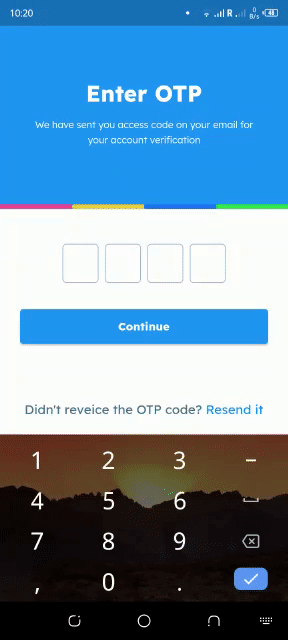 10:20
R
0
B/s
48
Enter OTP
We have sent you access code on your email for
your account verification
Continue
Didn't reveice the OTP code? Resend it
1 2 3 –
4 5 6
7 8 9
, 0 .